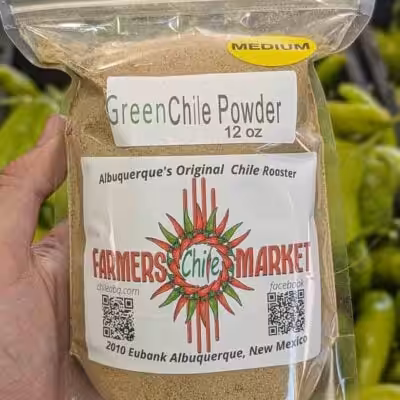 MEDIUM
GreenChile Powder
12 oz
Albuquerque's Original Chile Roaster
FARMERS Chile MARKET
chileabq.com facebook
2010 Eubank Albuquerque, New Mexico